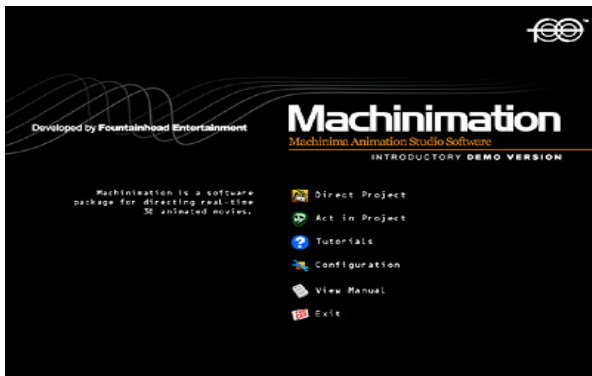 Developed by Fountainhead Entertainment
Machinimation
Machinima Animation Studio Software
INTRODUCTORY DEMO VERSION
Machinimation is a software
package for directing real-time
3D animated movies.
Direct Project
Act in Project
Tutorials
Configuration
View Manual
Exit